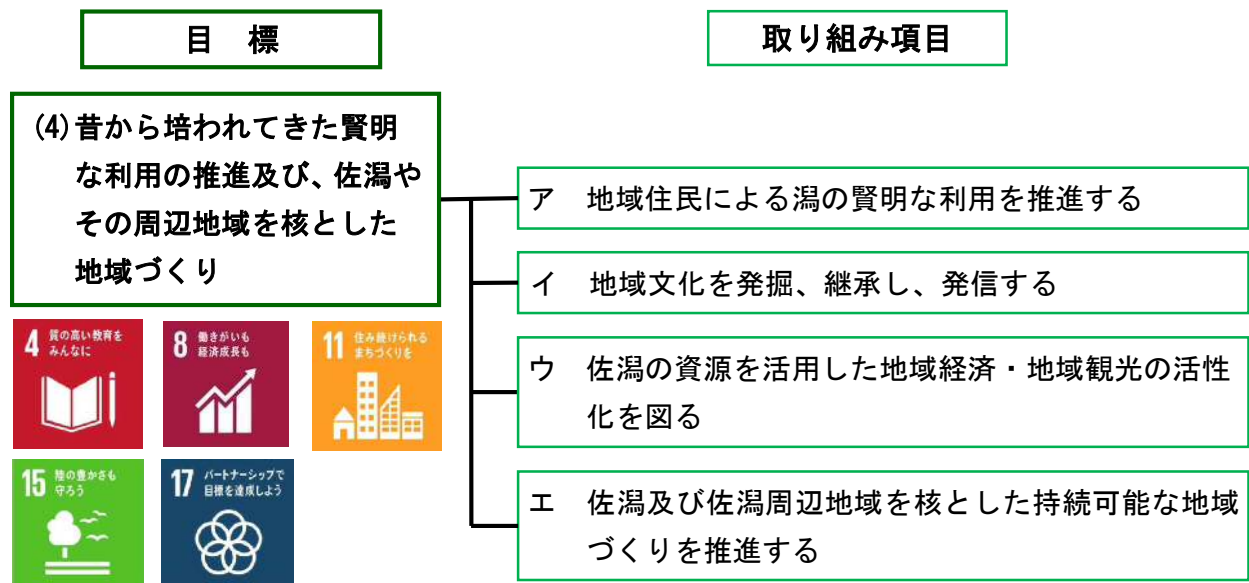 目　標
取り組み項目
(4)昔から培われてきた賢明
な利用の推進及び、佐潟や
その周辺地域を核とした
地域づくり
ア　地域住民による潟の賢明な利用を推進する
イ　地域文化を発掘、継承し、発信する
ウ　佐潟の資源を活用した地域経済・地域観光の活性
化を図る
エ　佐潟及び佐潟周辺地域を核とした持続可能な地域
づくりを推進する
4 質の高い教育を
みんなに
8 働きがいも
経済成長も
11 住み続けられる
まちづくりを
15 陸の豊かさも
守ろう
17 パートナーシップで
目標を達成しよう